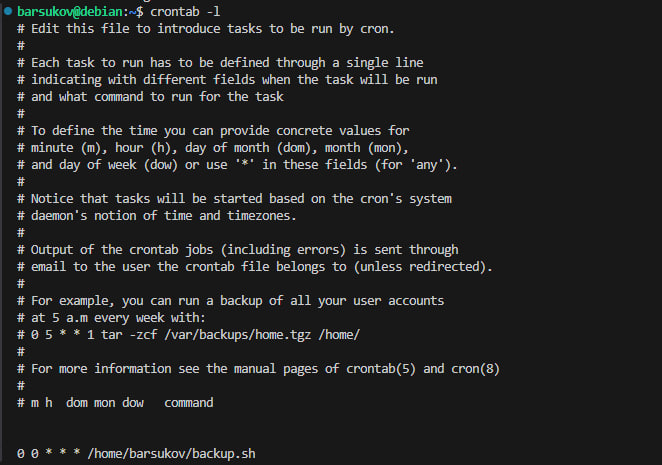 barsukov@debian:~$ crontab -l
# Edit this file to introduce tasks to be run by cron.
#
# Each task to run has to be defined through a single line
# indicating with different fields when the task will be run
# and what command to run for the task
#
# To define the time you can provide concrete values for
# minute (m), hour (h), day of month (dom), month (mon),
# and day of week (dow) or use '*' in these fields (for 'any').
#
# Notice that tasks will be started based on the cron's system
# daemon's notion of time and timezones.
#
# Output of the crontab jobs (including errors) is sent through
# email to the user the crontab file belongs to (unless redirected).
#
# For example, you can run a backup of all your user accounts
# at 5 a.m every week with:
# 0 5 * * 1 tar -zcf /var/backups/home.tgz /home/
#
# For more information see the manual pages of crontab(5) and cron(8)
#
# m h  dom mon dow   command
0 0 * * * /home/barsukov/backup.sh